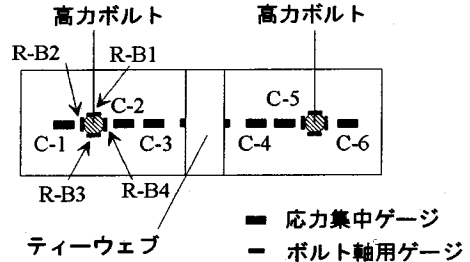 高力ボルト 高力ボルト
R-B2 R-B1
C-2 C-5
C-1 C-3 C-4 C-6
R-B3 R-B4
ティーウェブ
応力集中ゲージ
ボルト軸用ゲージ